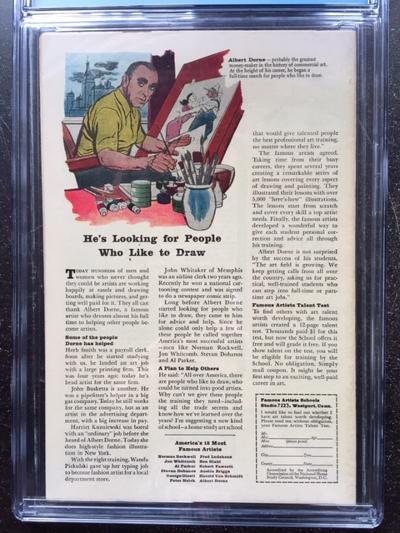 Albert Dorne — probably the greatest
money-maker in the history of commercial art.
At the height of his career, he began a
full-time search for people who like to draw.
He's Looking for People
Who Like to Draw
TODAY HUNDREDS of men and
women who never thought
they could be artists are working
happily at easels and drawing
boards, making pictures, and get-
ting well paid for it. They all can
thank Albert Dorne, a famous
artist who devotes almost his full
time to helping other people be-
come artists.
Some of the people
Dorne has helped
Herb Smith was a payroll clerk.
Soon after he started studying
with us, he landed an art job
with a large printing firm. This
was four years ago; today he's
head artist for the same firm.
John Busketta is another. He
was a pipefitter's helper in a big
gas company. Today he still works
for the same company, but as an
artist in the advertising depart-
ment, with a big increase in pay.
Harriet Kuzniewski was bored
with an "ordinary" job before she
heard of Albert Dorne. Today she
does high-style fashion illustra-
tion in New York.
With the right training, Wanda
Pickulski gave up her typing job
to become fashion artist for a local
department store.
John Whitaker of Memphis
was an airline clerk two years ago.
Recently he won a national car-
tooning contest and was signed
to do a newspaper comic strip.
Long before Albert Dorne
started looking for people who
like to draw, they came to him
for advice and help. Since he
alone could only help a few of
these people he called together
America's most successful artists
—men like Norman Rockwell,
Jon Whitcomb, Stevan Dohanos
and Al Parker.
A Plan to Help Others
He said: "All over America, there
are people who like to draw, who
could be turned into good artists.
Why can't we give these people
the training they need—includ-
ing all the trade secrets and
know-how we've learned over the
years? I'm suggesting a new kind
of school—a home study art school
America's 12 Most
Famous Artists
Norman Rockwell
Jon Whitcomb
Al Parker
Stevan Dohanos
George Giusti
Peter Helck
Fred Ludekens
Ben Stahl
Robert Fawcett
Austin Briggs
Harold Von Schmidt
Albert Dorne
that would give talented people
the best professional art training,
no matter where they live."
The famous artists agreed.
Taking time from their busy
careers, they spent several years
creating a remarkable series of
art lessons covering every aspect
of drawing and painting. They
illustrated their lessons with over
5,000 "here's-how" illustrations.
The lessons start from scratch
and cover every skill a top artist
needs. Finally, the famous artists
developed a wonderful way to
give each student personal cor-
rection and advice all through
his training.
Albert Dorne is not surprised
by the success of his students,
"The art field is growing. We
keep getting calls from all over
the country, asking us for prac-
tical, well-trained students who
can step into full-time or part-
time art jobs."
Famous Artists Talent Test
To find others with art talent
worth developing, the famous
artists created a 12-page talent
test. Thousands paid $1 for this
test, but now the School offers it
free and will grade it free. If you
show talent on the test, you will
be eligible for training by the
School. No obligation. Simply
mail coupon. It might be your
first step to an exciting, well-paid
career in art.
Famous Artists Schools
Westport, Conn.
I would like to find out whether I
have art talent worth developing.
Please send me without obligation,
your Famous Artists Talent Test.
Mr.
Mrs.
Miss
Accredited by the Accrediting
Commission of the National Home
Study Council, Washington, D.C.